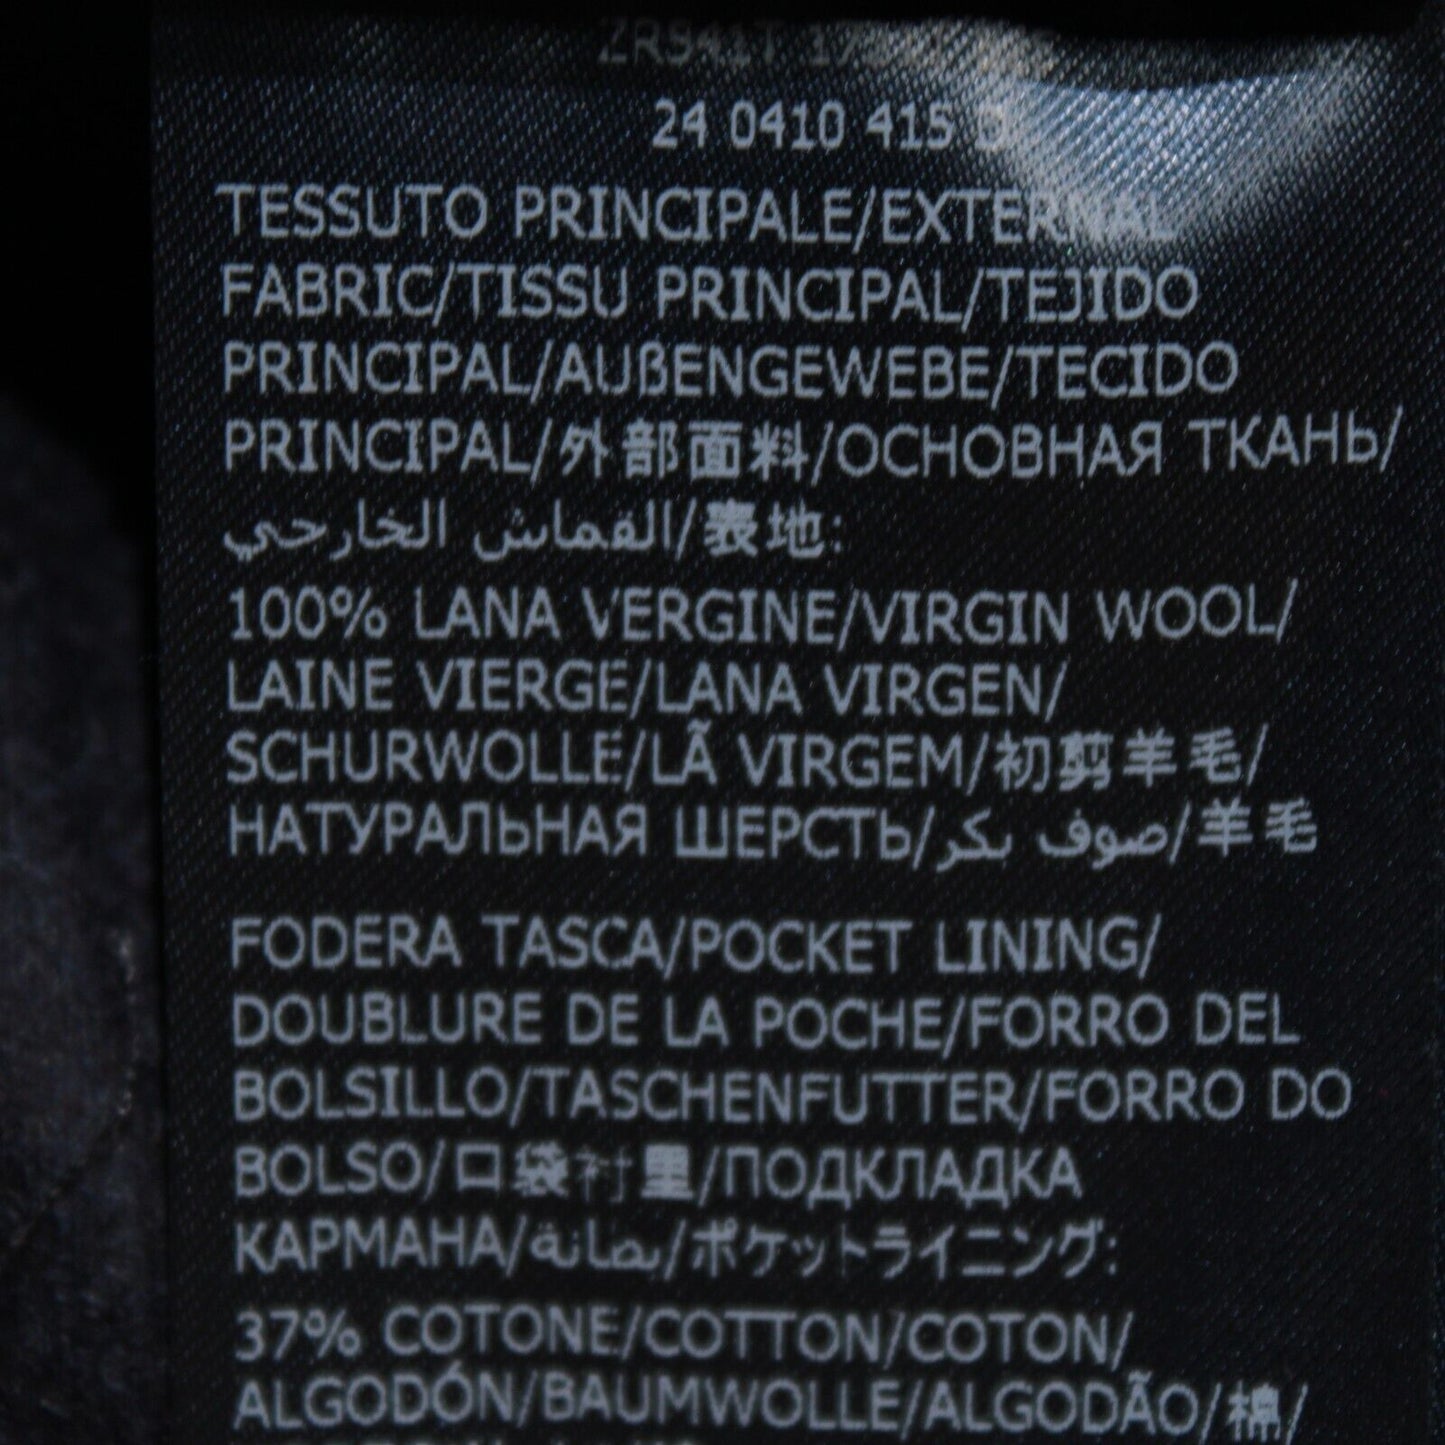 24 0410 415
TESSUTO PRINCIPALE/EXTERNAL
FABRIC/TISSU PRINCIPAL/TEJIDO
PRINCIPAL/AUßENGEWEBE/TECIDO
PRINCIPAL/外部面料/ОСНОВНАЯ ТКАНЬ/
القماش الخارجي/表地:
100% LANA VERGINE/VIRGIN WOOL/
LAINE VIERGE/LANA VIRGEN/
SCHURWOLLE/LÃ VIRGEM/初剪羊毛/
НАТУРАЛЬНАЯ ШЕРСТЬ/صوف بكر/羊毛
FODERA TASCA/POCKET LINING/
DOUBLURE DE LA POCHE/FORRO DEL
BOLSILLO/TASCHENFUTTER/FORRO DO
BOLSO/口袋衬里/ПОДКЛАДКА
КАРМАНА/بطانة/ポケットライニング:
37% COTONE/COTTON/COTON/
ALGODÓN/BAUMWOLLE/ALGODÃO/棉/